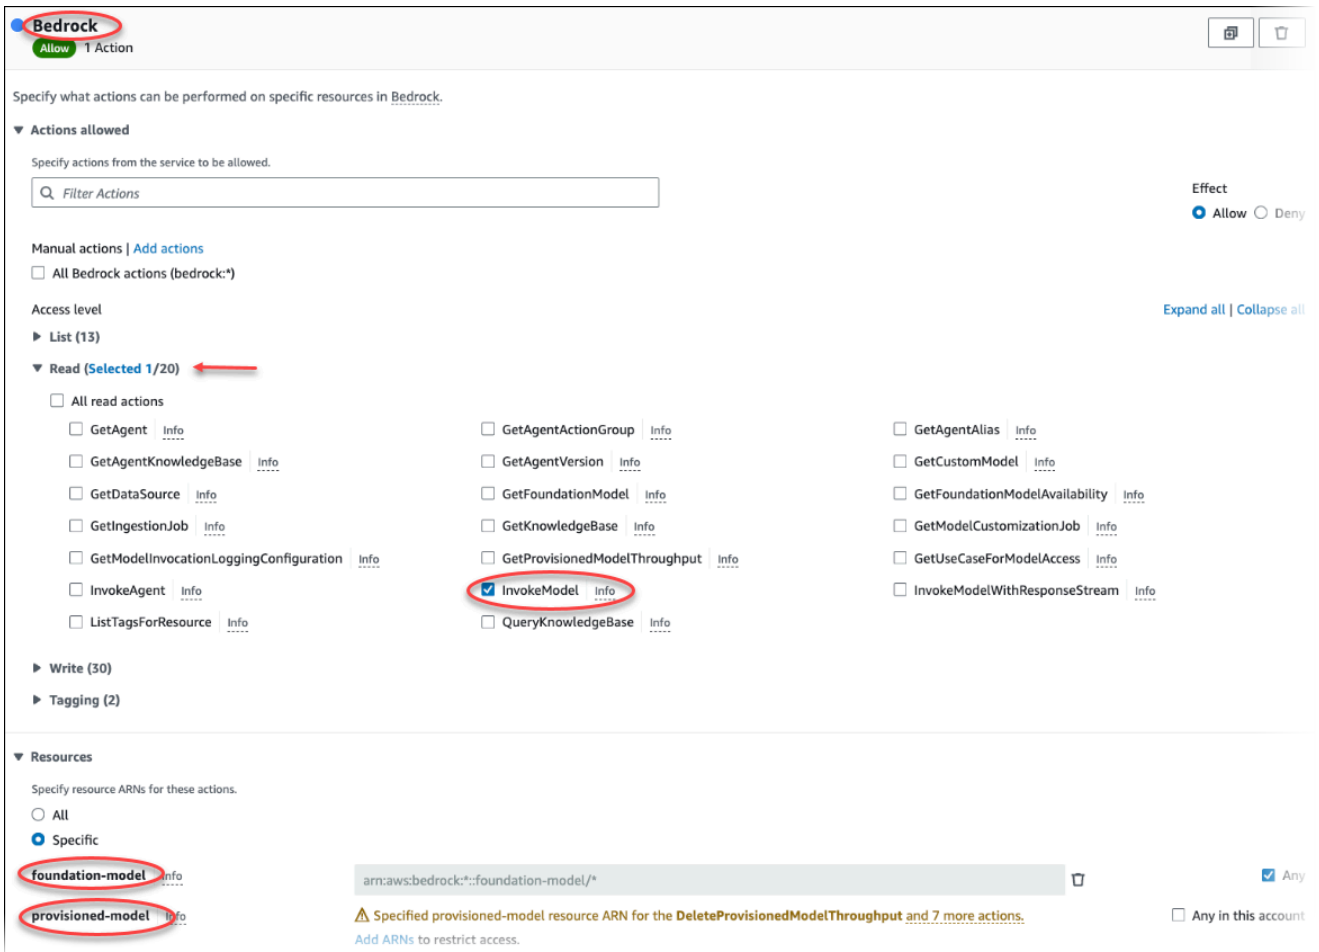 Bedrock
Allow 1 Action
Specify what actions can be performed on specific resources in Bedrock.
Actions allowed
Specify actions from the service to be allowed.
Filter Actions
Effect
Allow Deny
Manual actions | Add actions
All Bedrock actions (bedrock:*)
Access level
Expand all | Collapse all
List (13)
Read (Selected 1/20)
All read actions
GetAgent Info GetAgentActionGroup Info GetAgentAlias Info
GetAgentKnowledgeBase Info GetAgentVersion Info GetCustomModel Info
GetDataSource Info GetFoundationModel Info GetFoundationModelAvailability Info
GetIngestionJob Info GetKnowledgeBase Info GetModelCustomizationJob Info
GetModelInvocationLoggingConfiguration Info GetProvisionedModelThroughput Info GetUseCaseForModelAccess Info
InvokeAgent Info InvokeModel Info InvokeModelWithResponseStream Info
ListTagsForResource Info QueryKnowledgeBase Info
Write (30)
Tagging (2)
Resources
Specify resource ARNs for these actions.
All
Specific
foundation-model Info arn:aws:bedrock:*::foundation-model/* Any
provisioned-model Info Specified provisioned-model resource ARN for the DeleteProvisionedModelThroughput and 7 more actions. Any in this account
Add ARNs to restrict access.